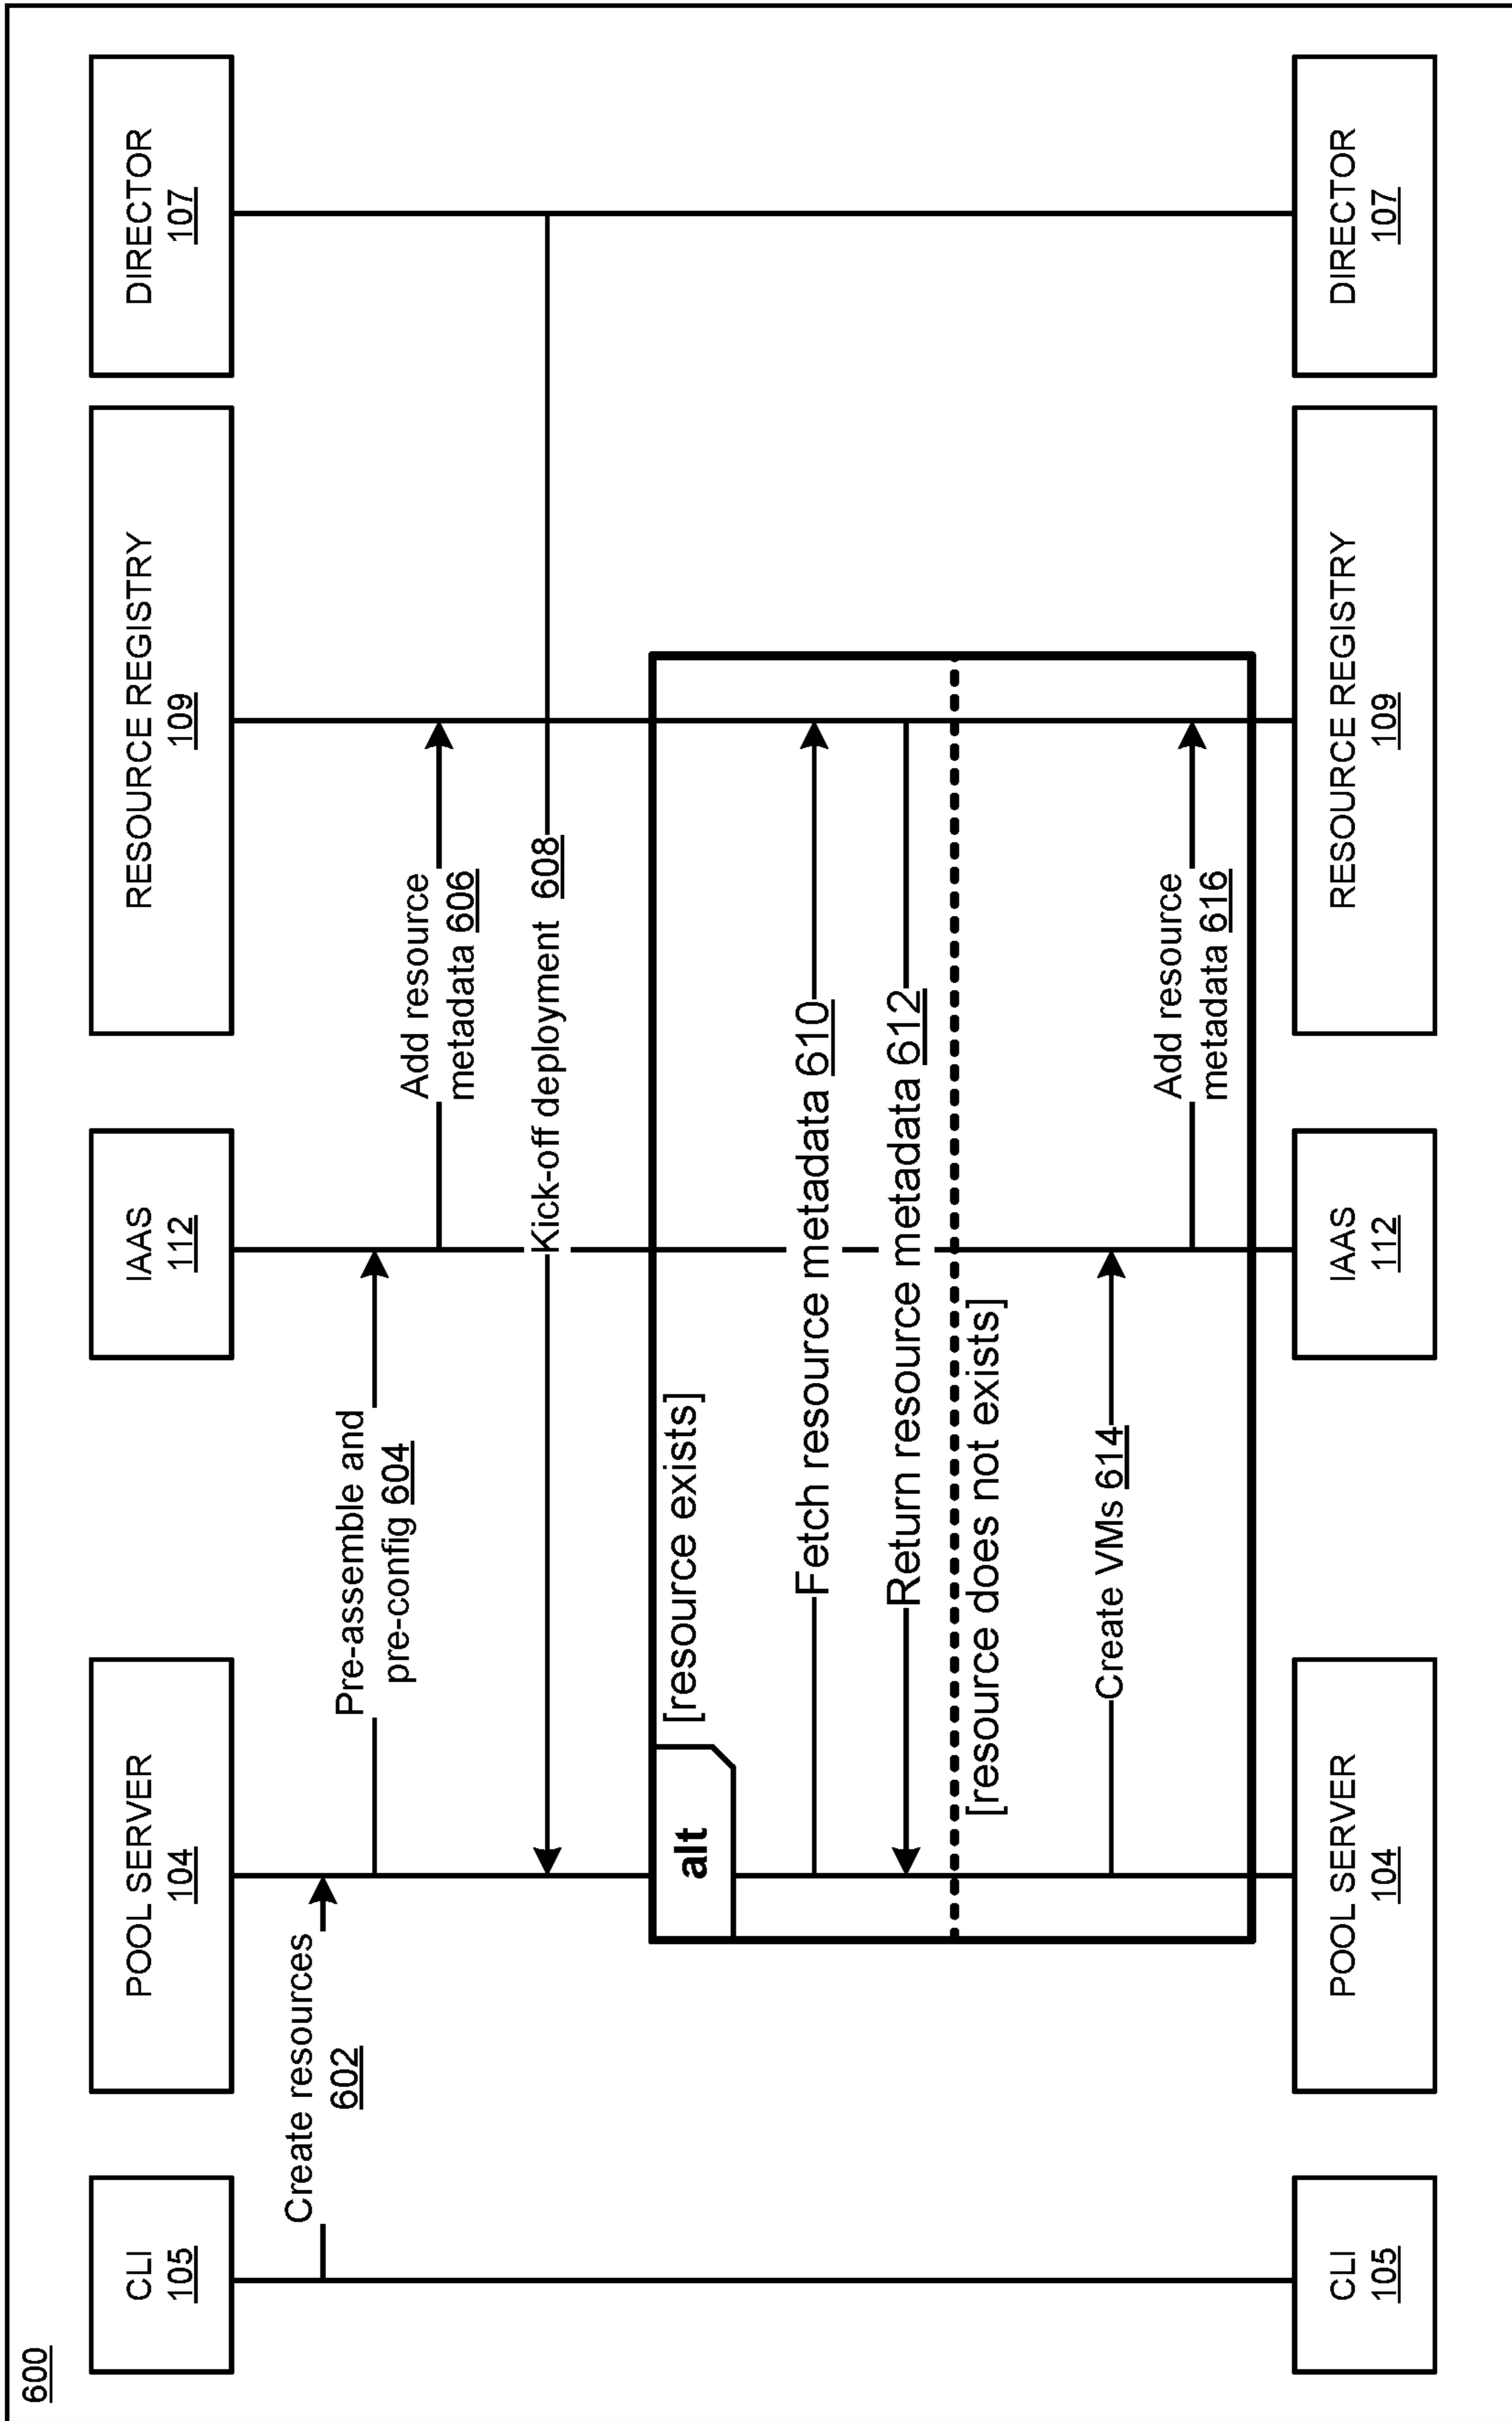 600
CLI
105
POOL SERVER
104
IAAS
112
RESOURCE REGISTRY
109
DIRECTOR
107
Create resources
602
Pre-assemble and
pre-config 604
Add resource
metadata 606
Kick-off deployment 608
alt
[resource exists]
Fetch resource metadata 610
Return resource metadata 612
[resource does not exists]
Create VMs 614
Add resource
metadata 616
CLI
105
POOL SERVER
104
IAAS
112
RESOURCE REGISTRY
109
DIRECTOR
107